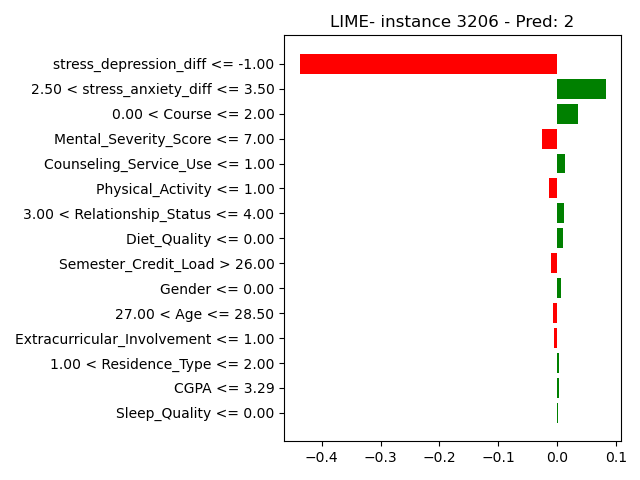 LIME- instance 3206 - Pred: 2
stress_depression_diff <= -1.00
2.50 < stress_anxiety_diff <= 3.50
0.00 < Course <= 2.00
Mental_Severity_Score <= 7.00
Counseling_Service_Use <= 1.00
Physical_Activity <= 1.00
3.00 < Relationship_Status <= 4.00
Diet_Quality <= 0.00
Semester_Credit_Load > 26.00
Gender <= 0.00
27.00 < Age <= 28.50
Extracurricular_Involvement <= 1.00
1.00 < Residence_Type <= 2.00
CGPA <= 3.29
Sleep_Quality <= 0.00
−0.4 −0.3 −0.2 −0.1 0.0 0.1